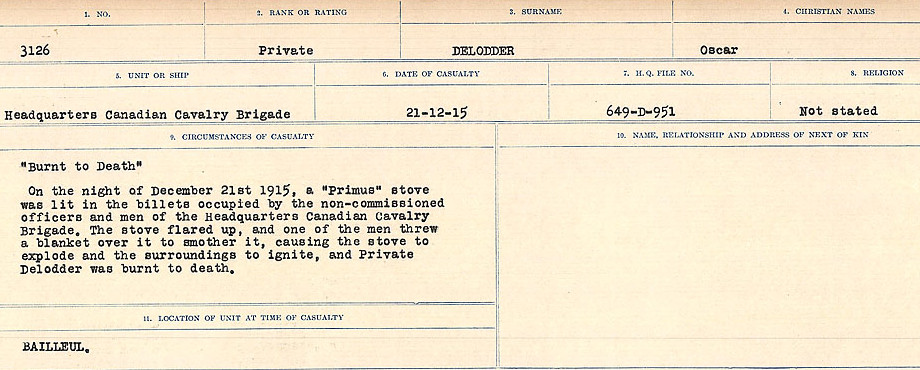 1. NO. 2. RANK OR RATING 3. SURNAME 4. CHRISTIAN NAMES
3126 Private DELODDER Oscar
5. UNIT OR SHIP 6. DATE OF CASUALTY 7. H.Q. FILE NO. 8. RELIGION
Headquarters Canadian Cavalry Brigade 21-12-15 649-D-951 Not stated
9. CIRCUMSTANCES OF CASUALTY
"Burnt to Death"
On the night of December 21st 1915, a "Primus" stove
was lit in the billets occupied by the non-commissioned
officers and men of the Headquarters Canadian Cavalry
Brigade. The stove flared up, and one of the men threw
a blanket over it to smother it, causing the stove to
explode and the surroundings to ignite, and Private
Delodder was burnt to death.
10. NAME, RELATIONSHIP AND ADDRESS OF NEXT OF KIN
11. LOCATION OF UNIT AT TIME OF CASUALTY
BAILLEUL.